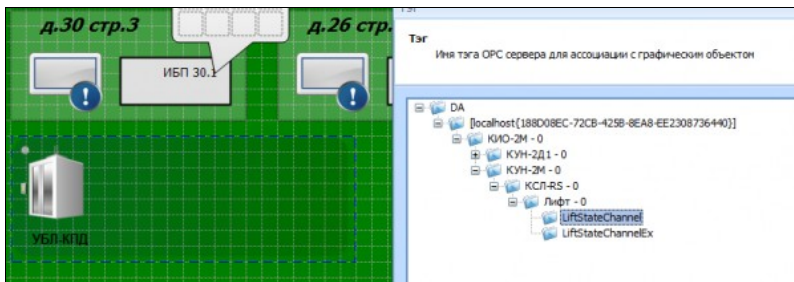 д.30 стр.3
д.26 стр.
ИБП 30.1
УБЛ-КПД
Тэг
Имя тэга OPC сервера для ассоциации с графическим объектом
DA
[localhost{188D08EC-72CB-425B-8EA8-EE2308736440}]
КИО-2М - 0
КУН-2Д1 - 0
КУН-2М - 0
КСЛ-RS - 0
Лифт - 0
LiftStateChannel
LiftStateChannelEx